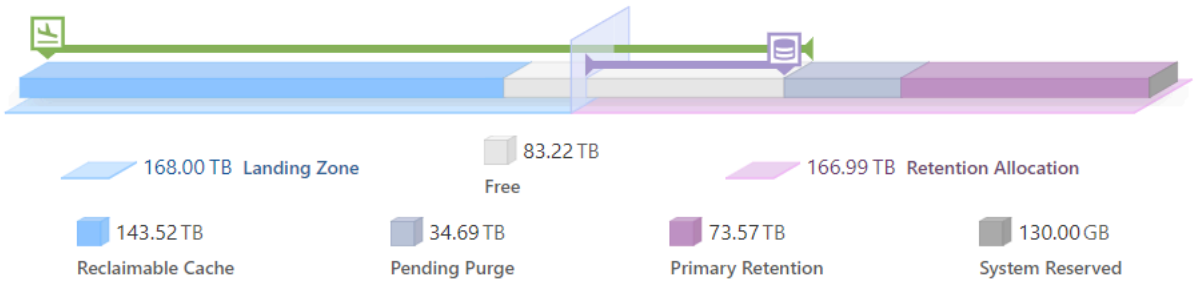 83.22 TB
Free
168.00 TB Landing Zone
166.99 TB Retention Allocation
143.52 TB
Reclaimable Cache
34.69 TB
Pending Purge
73.57 TB
Primary Retention
130.00 GB
System Reserved